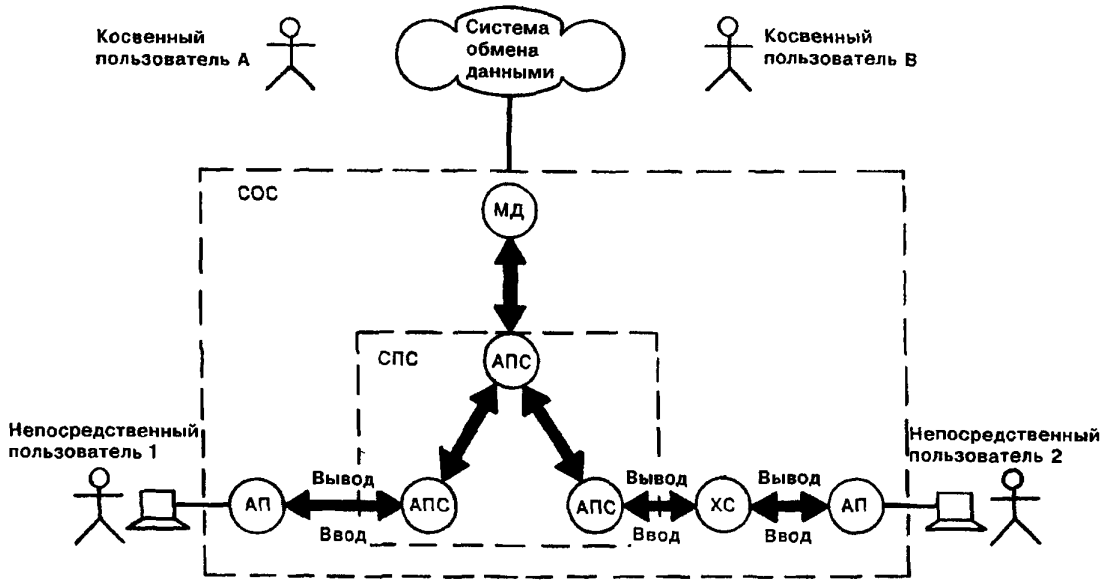 Косвенный
пользователь А
Система
обмена
данными
Косвенный
пользователь В
СОС
МД
СПС
АПС
Непосредственный
пользователь 1
Непосредственный
пользователь 2
АП
Вывод
Ввод
АПС
АПС
Вывод
Ввод
ХС
Вывод
Ввод
АП